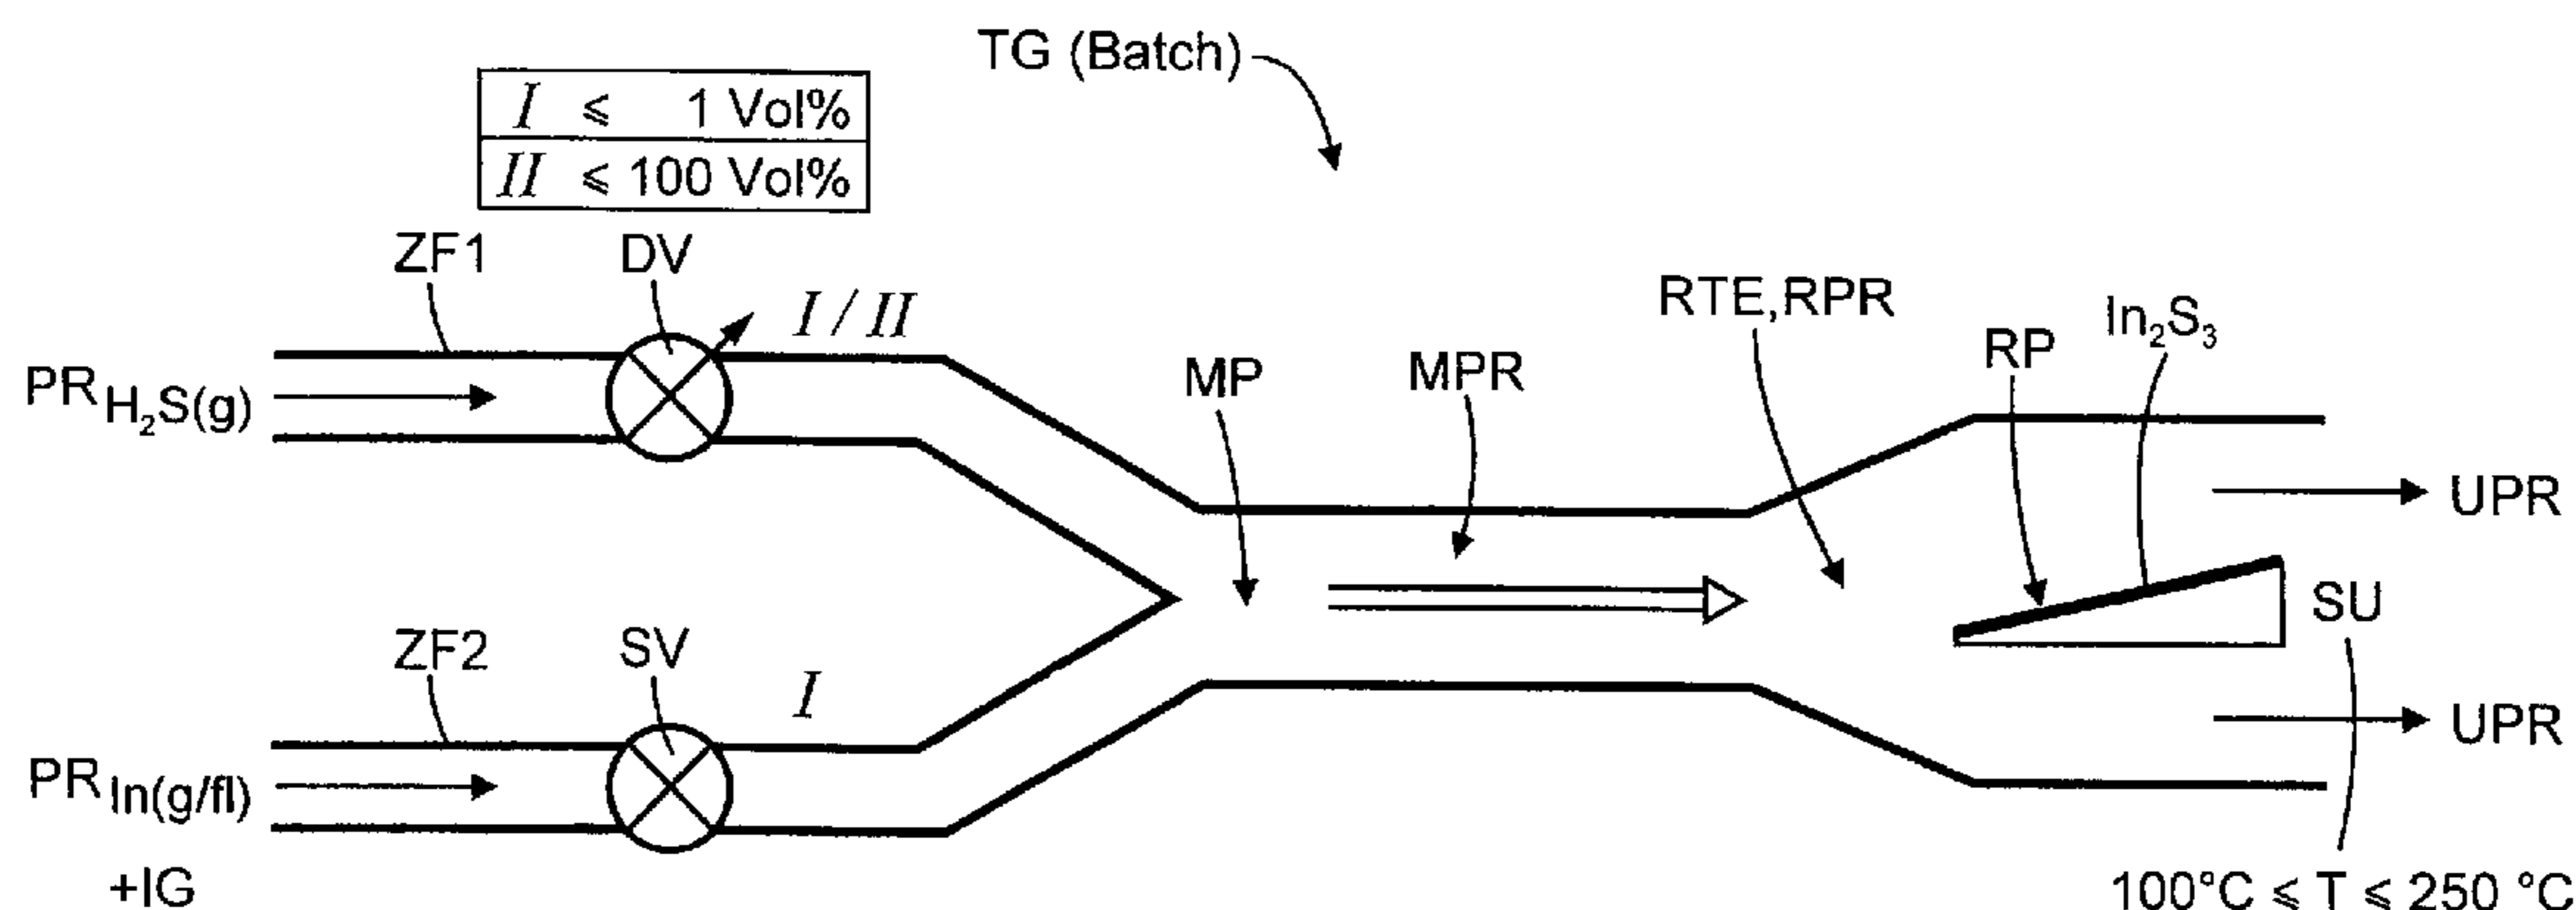 TG (Batch)
I ≤ 1 Vol%
II ≤ 100 Vol%
ZF1
DV
I / II
RTE,RPR
In₂S₃
RP
MP
MPR
PR H₂S(g)
UPR
SU
ZF2
SV
I
UPR
PR In(g/fl)
+IG
100°C ≤ T ≤ 250 °C